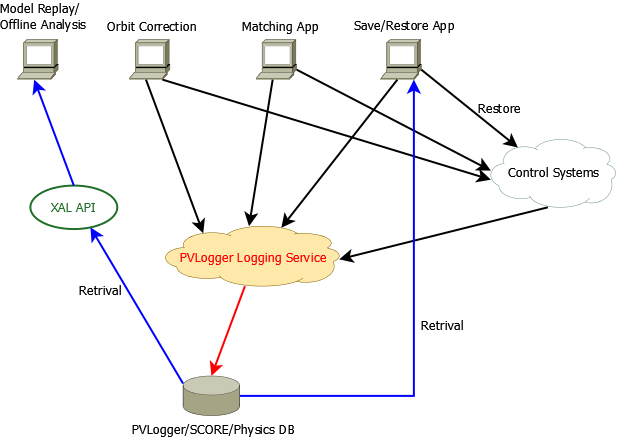 Model Replay/
Offline Analysis
Orbit Correction
Matching App
Save/Restore App
Restore
Control Systems
XAL API
PVLogger Logging Service
Retrival
Retrival
PVLogger/SCORE/Physics DB